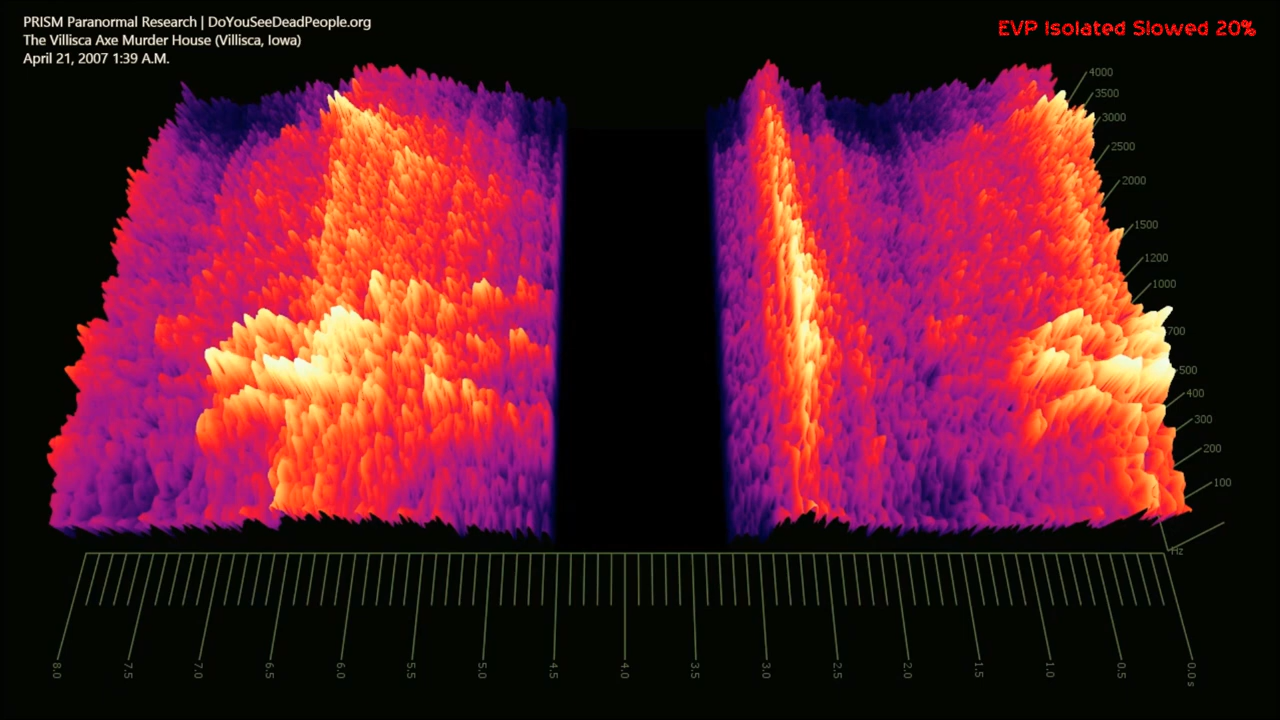 PRISM Paranormal Research | DoYouSeeDeadPeople.org
The Villisca Axe Murder House (Villisca, Iowa)
April 21, 2007 1:39 A.M.
EVP Isolated Slowed 20%
4000
3500
3000
2500
2000
1500
1200
1000
700
500
400
300
200
100
Hz
8.0 7.5 7.0 6.5 6.0 5.5 5.0 4.5 4.0 3.5 3.0 2.5 2.0 1.5 1.0 0.5 0.0 s